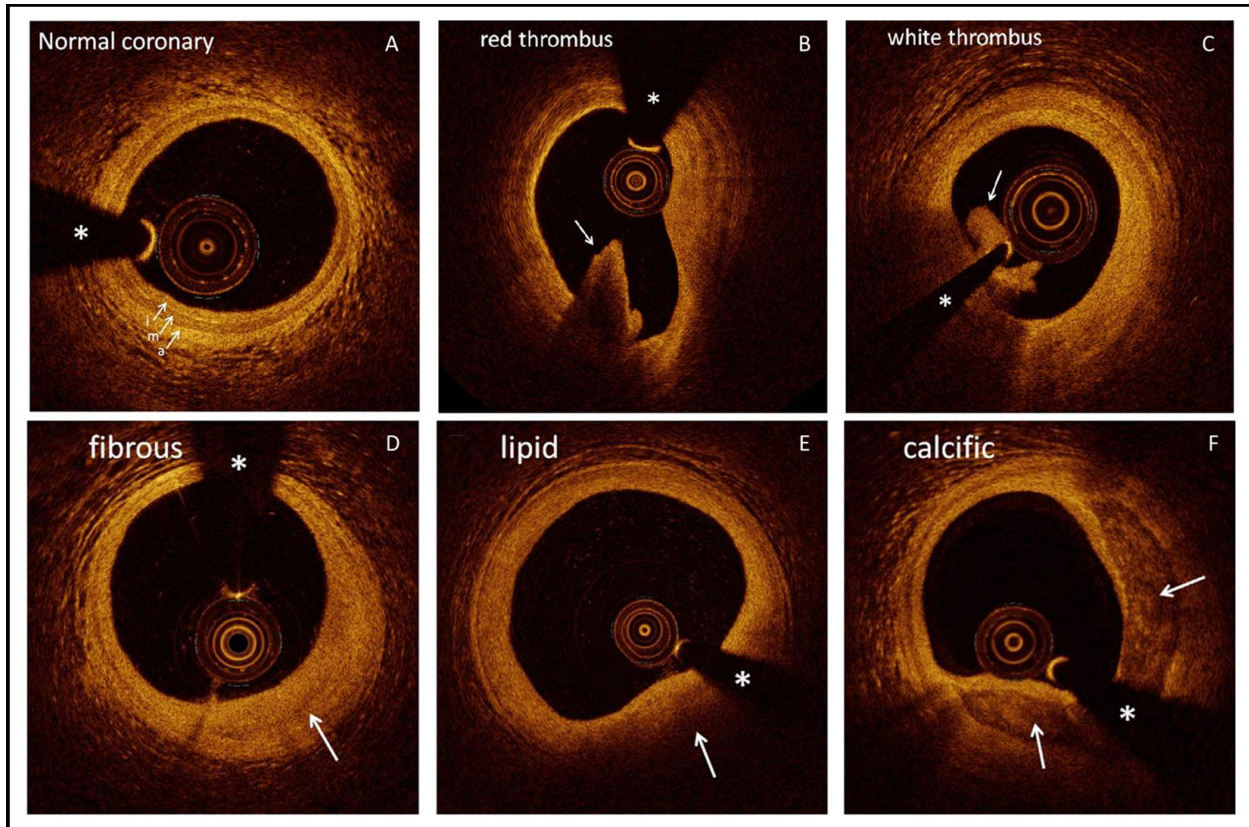 Normal coronary A
*
i
m
a
red thrombus B
*
white thrombus C
*
fibrous D
*
lipid E
*
calcific F
*